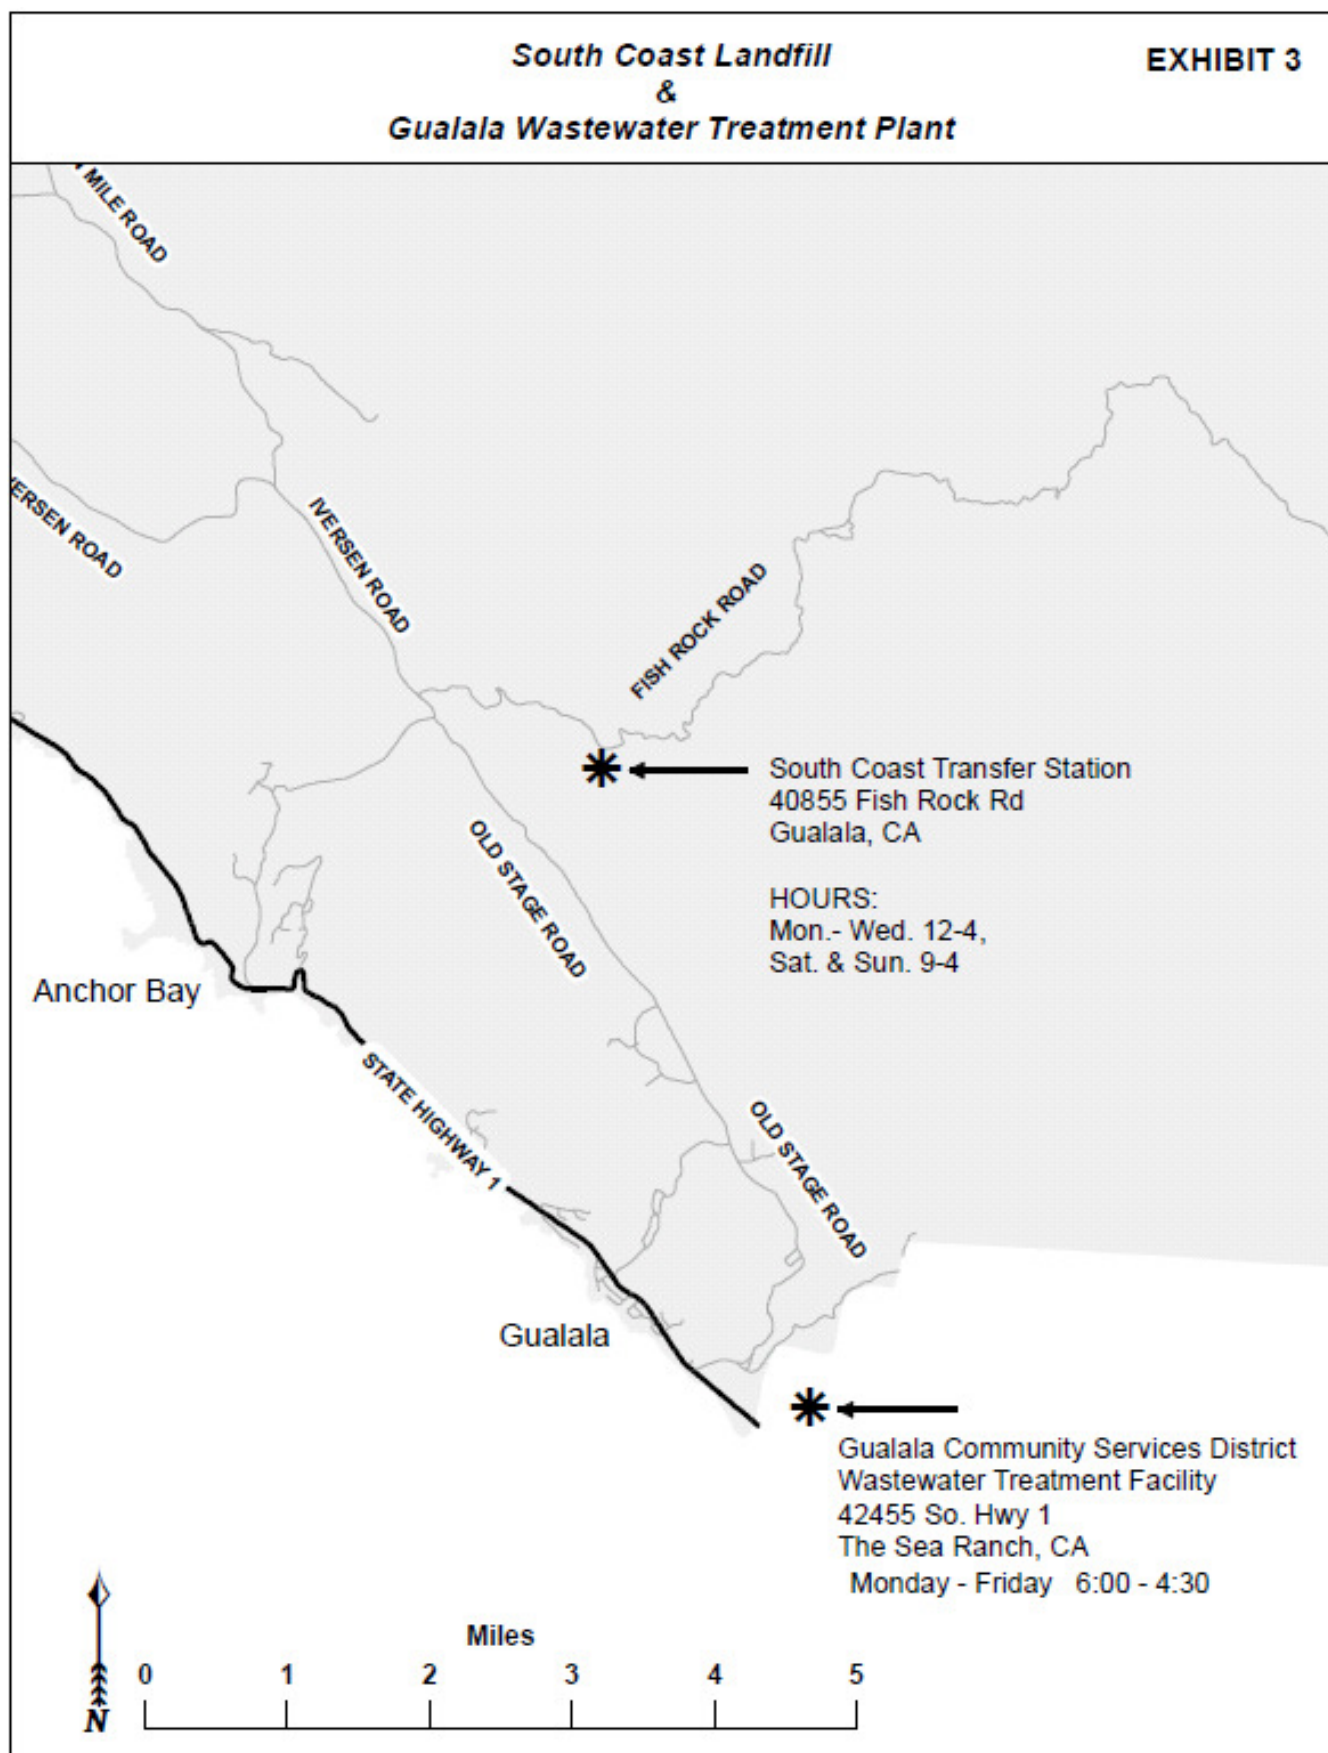 South Coast Landfill
&
Gualala Wastewater Treatment Plant
EXHIBIT 3
MILE ROAD
IVERSEN ROAD
ROAD
FISH ROCK ROAD
South Coast Transfer Station
40855 Fish Rock Rd
Gualala, CA
HOURS:
Mon.- Wed. 12-4,
Sat. & Sun. 9-4
OLD STAGE ROAD
Anchor Bay
STATE HIGHWAY 1
OLD STAGE ROAD
Gualala
Gualala Community Services District
Wastewater Treatment Facility
42455 So. Hwy 1
The Sea Ranch, CA
Monday - Friday 6:00 - 4:30
Miles
0 1 2 3 4 5
N